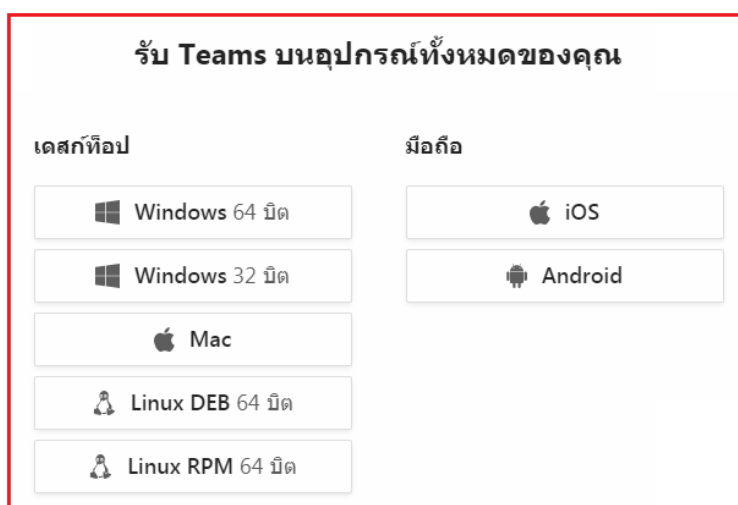 รับ Teams บนอุปกรณ์ทั้งหมดของคุณ
เดสก์ท็อป
Windows 64 บิต
Windows 32 บิต
Mac
Linux DEB 64 บิต
Linux RPM 64 บิต
มือถือ
iOS
Android